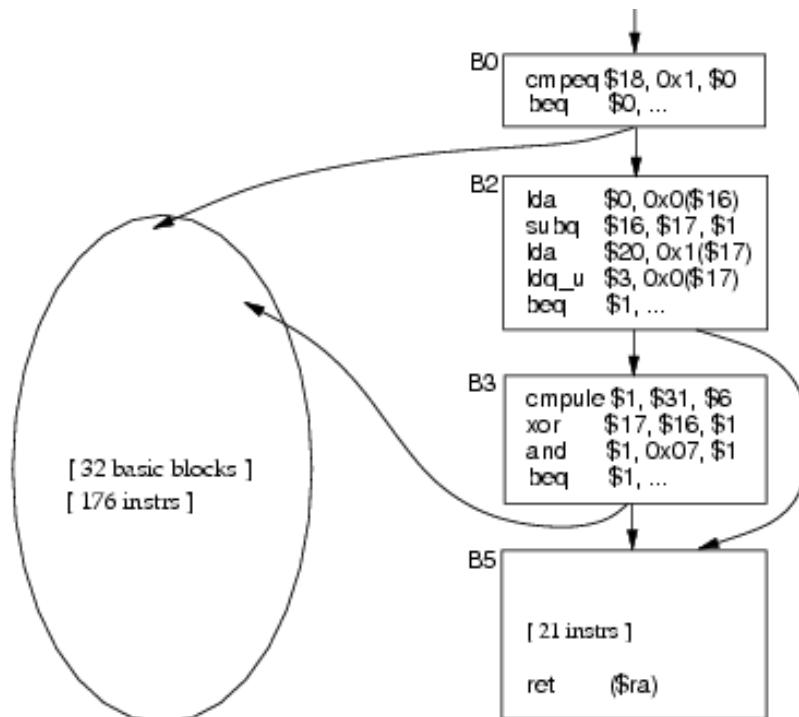 B0
cmpeq $18, 0x1, $0
beq $0, ...
B2
lda $0, 0x0($16)
subq $16, $17, $1
lda $20, 0x1($17)
ldq_u $3, 0x0($17)
beq $1, ...
B3
cmpule $1, $31, $6
xor $17, $16, $1
and $1, 0x07, $1
beq $1, ...
[ 32 basic blocks ]
[ 176 instrs ]
B5
[ 21 instrs ]
ret ($ra)